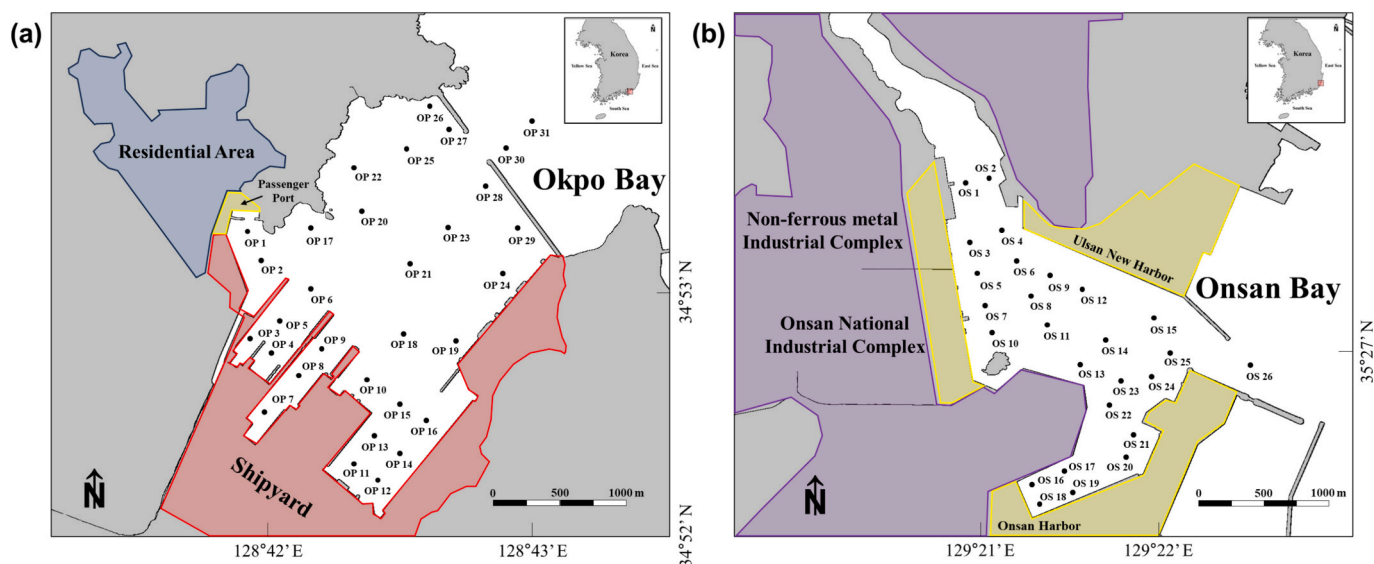 (a)
Residential Area
Passenger
Port
Okpo Bay
Shipyard
N
Korea
Yellow Sea
East Sea
South Sea
N
OP 1
OP 2
OP 3
OP 4
OP 5
OP 6
OP 7
OP 8
OP 9
OP 10
OP 11
OP 12
OP 13
OP 14
OP 15
OP 16
OP 17
OP 18
OP 19
OP 20
OP 21
OP 22
OP 23
OP 24
OP 25
OP 26
OP 27
OP 28
OP 29
OP 30
OP 31
0 250 500 1000 m
128°42' E
128°43' E
34°53' N
34°52' N
(b)
Non-ferrous metal
Industrial Complex
Onsan National
Industrial Complex
Ulsan New Harbor
Onsan Bay
Onsan Harbor
N
Korea
Yellow Sea
East Sea
South Sea
N
OS 1
OS 2
OS 3
OS 4
OS 5
OS 6
OS 7
OS 8
OS 9
OS 10
OS 11
OS 12
OS 13
OS 14
OS 15
OS 16
OS 17
OS 18
OS 19
OS 20
OS 21
OS 22
OS 23
OS 24
OS 25
OS 26
0 250 500 1000 m
129°21' E
129°22' E
35°27' N